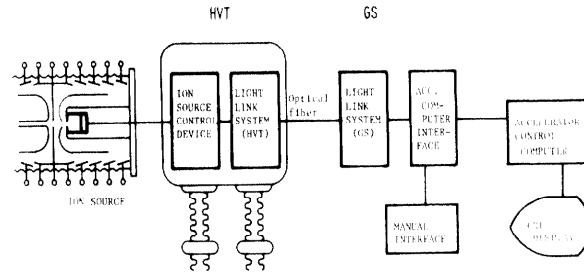 HVT
GS
ION
SOURCE
CONTROL
DEVICE
LIGHT
LINK
SYSTEM
(HVT)
Optical
fiber
LIGHT
LINK
SYSTEM
(GS)
ACC.
COM-
PUTER
INTER-
FACE
ACCELERATOR
CONTROL
COMPUTER
ION SOURCE
MANUAL
INTERFACE
DISPLAY